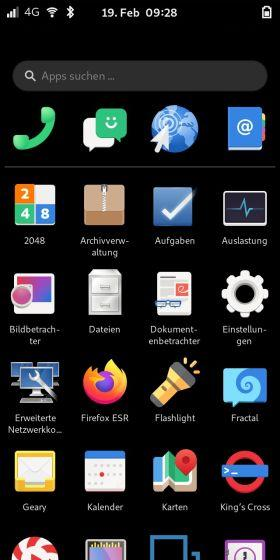 4G 19. Feb 09:28
Apps suchen ...
2048
Archivverw-
altung
Aufgaben
Auslastung
Bildbetrach-
ter
Dateien
Dokument-
enbetrachter
Einstellun-
gen
Erweiterte
Netzwerkko...
Firefox ESR
Flashlight
Fractal
Geary
Kalender
Karten
King's Cross